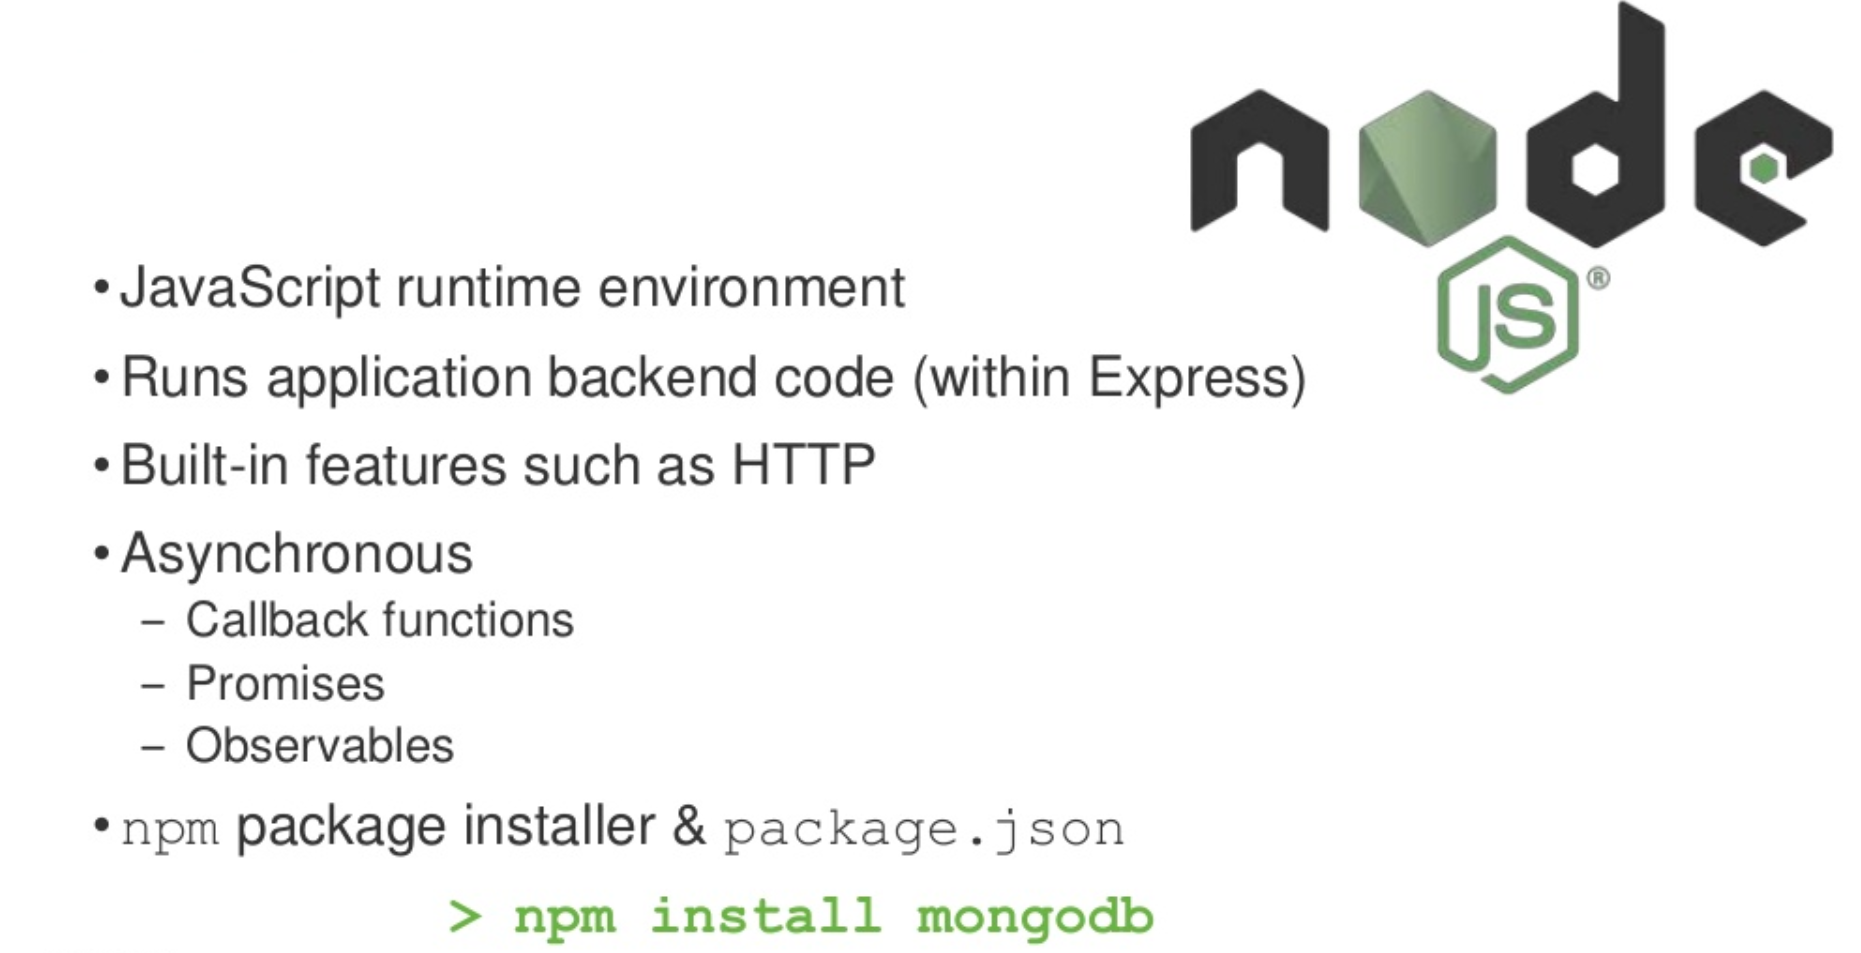 node
JS ®
• JavaScript runtime environment
• Runs application backend code (within Express)
• Built-in features such as HTTP
• Asynchronous
– Callback functions
– Promises
– Observables
• npm package installer & package.json
> npm install mongodb